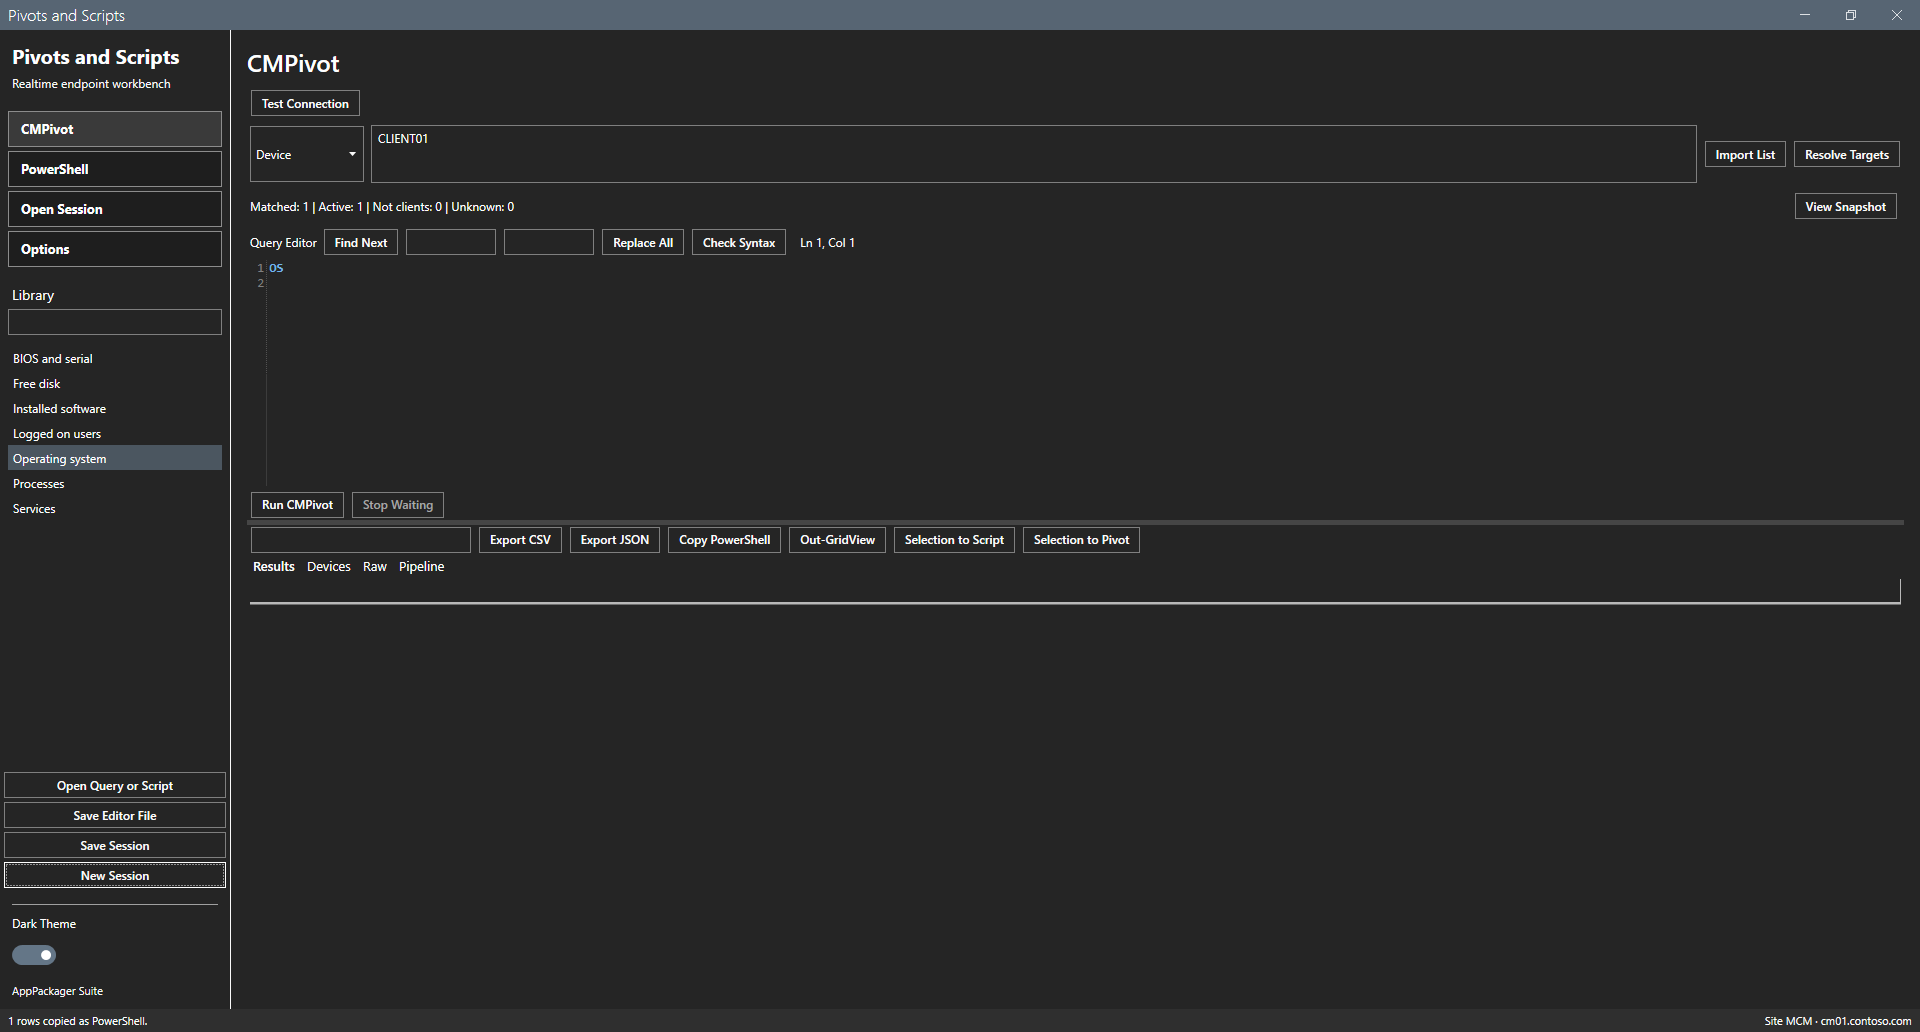 Pivots and Scripts
Pivots and Scripts
Realtime endpoint workbench
CMPivot
PowerShell
Open Session
Options
Library
BIOS and serial
Free disk
Installed software
Logged on users
Operating system
Processes
Services
Open Query or Script
Save Editor File
Save Session
New Session
Dark Theme
AppPackager Suite
CMPivot
Test Connection
Device CLIENT01 Import List Resolve Targets
Matched: 1 | Active: 1 | Not clients: 0 | Unknown: 0 View Snapshot
Query Editor Find Next Replace All Check Syntax Ln 1, Col 1
1 OS
2
Run CMPivot Stop Waiting
Export CSV Export JSON Copy PowerShell Out-GridView Selection to Script Selection to Pivot
Results Devices Raw Pipeline
1 rows copied as PowerShell. Site MCM · cm01.contoso.com